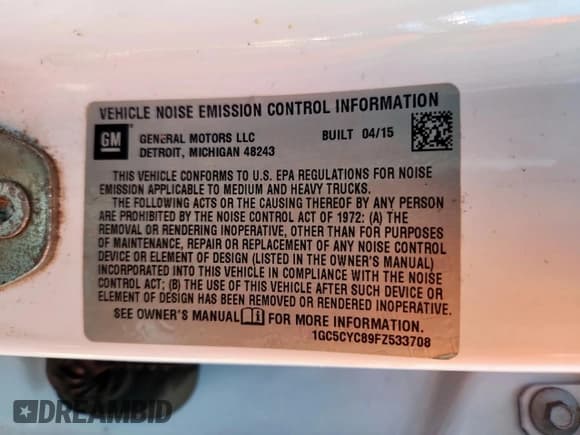 VEHICLE NOISE EMISSION CONTROL INFORMATION
GM GENERAL MOTORS LLC BUILT 04/15
DETROIT, MICHIGAN 48243
THIS VEHICLE CONFORMS TO U.S. EPA REGULATIONS FOR NOISE
EMISSION APPLICABLE TO MEDIUM AND HEAVY TRUCKS.
THE FOLLOWING ACTS OR THE CAUSING THEREOF BY ANY PERSON
ARE PROHIBITED BY THE NOISE CONTROL ACT OF 1972: (A) THE
REMOVAL OR RENDERING INOPERATIVE, OTHER THAN FOR PURPOSES
OF MAINTENANCE, REPAIR OR REPLACEMENT OF ANY NOISE CONTROL
DEVICE OR ELEMENT OF DESIGN (LISTED IN THE OWNER'S MANUAL)
INCORPORATED INTO THIS VEHICLE IN COMPLIANCE WITH THE NOISE
CONTROL ACT; (B) THE USE OF THIS VEHICLE AFTER SUCH DEVICE OR
ELEMENT OF DESIGN HAS BEEN REMOVED OR RENDERED INOPERATIVE.
SEE OWNER'S MANUAL FOR MORE INFORMATION
1GC5CYC89FZ533708
DREAMBID